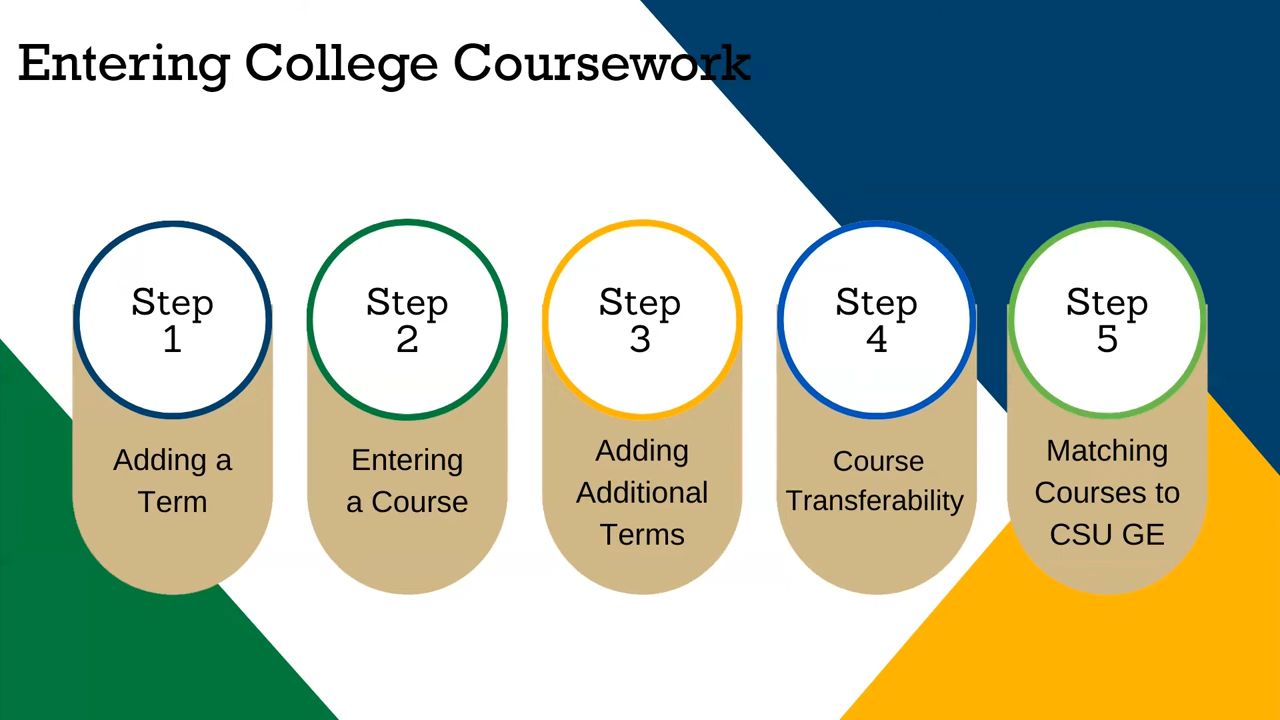 Entering College Coursework
Step
1
Adding a
Term
Step
2
Entering
a Course
Step
3
Adding
Additional
Terms
Step
4
Course
Transferability
Step
5
Matching
Courses to
CSU GE